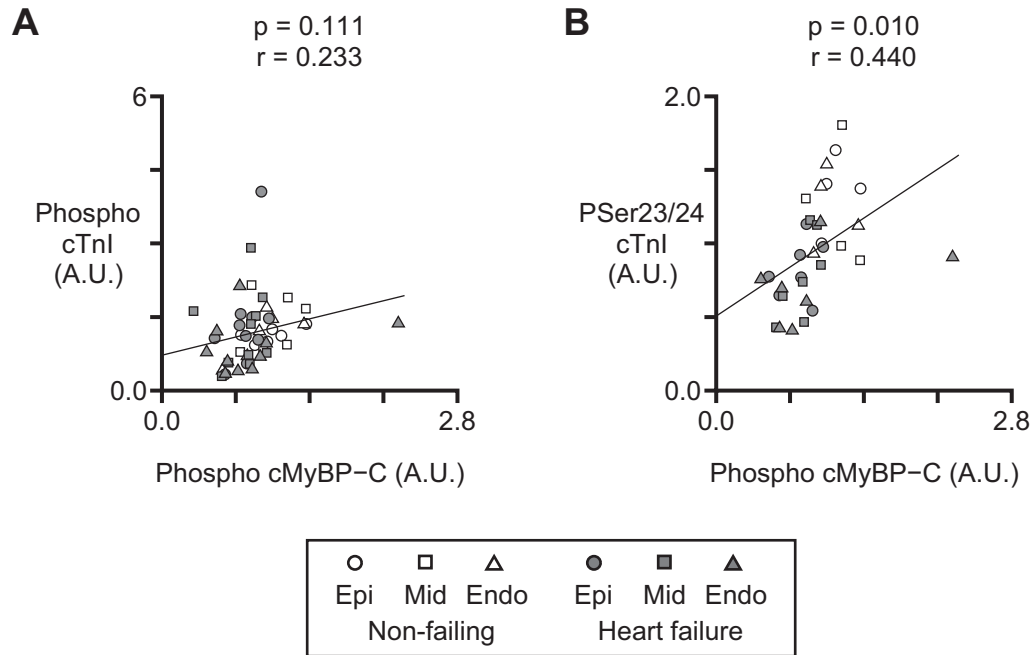 A
p = 0.111
r = 0.233
6
Phospho
cTnI
(A.U.)
0.0
0.0
2.8
Phospho cMyBP−C (A.U.)
B
p = 0.010
r = 0.440
2.0
PSer23/24
cTnI
(A.U.)
0.0
0.0
2.8
Phospho cMyBP−C (A.U.)
Epi Mid Endo Epi Mid Endo
Non-failing Heart failure